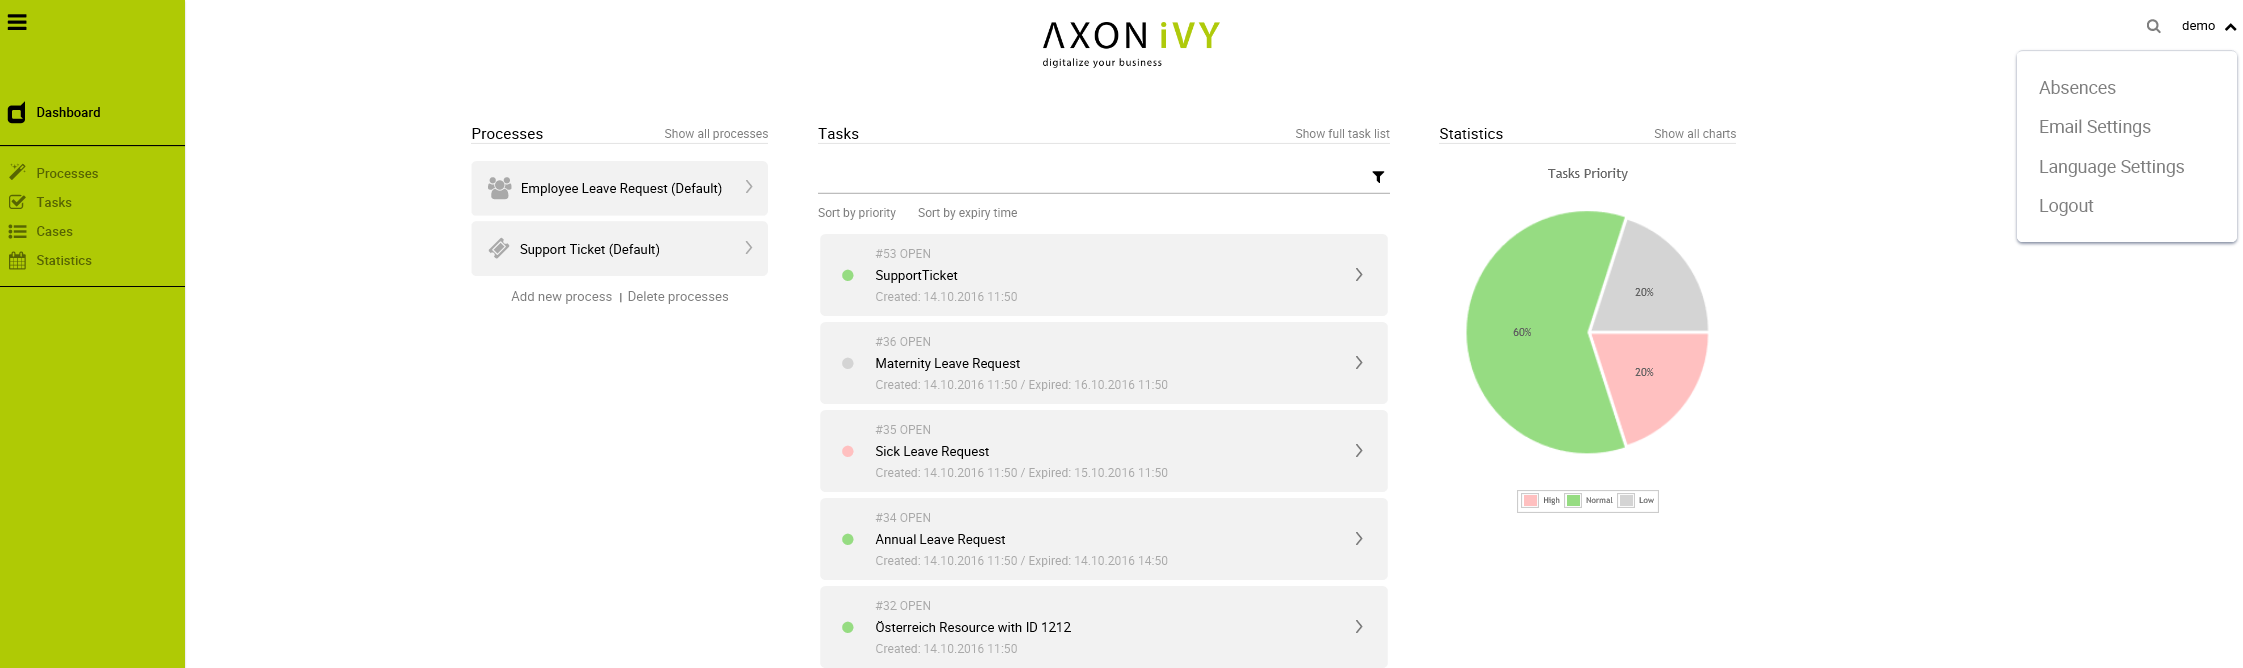 AXON iVY
digitalize your business
demo
Absences
Email Settings
Language Settings
Logout
Dashboard
Processes
Tasks
Cases
Statistics
Processes
Show all processes
Employee Leave Request (Default)
Support Ticket (Default)
Add new process | Delete processes
Tasks
Show full task list
Sort by priority
Sort by expiry time
#53 OPEN
SupportTicket
Created: 14.10.2016 11:50
#36 OPEN
Maternity Leave Request
Created: 14.10.2016 11:50 / Expired: 16.10.2016 11:50
#35 OPEN
Sick Leave Request
Created: 14.10.2016 11:50 / Expired: 15.10.2016 11:50
#34 OPEN
Annual Leave Request
Created: 14.10.2016 11:50 / Expired: 14.10.2016 14:50
#32 OPEN
Österreich Resource with ID 1212
Created: 14.10.2016 11:50
Statistics
Show all charts
Tasks Priority
20%
60%
20%
High
Normal
Low